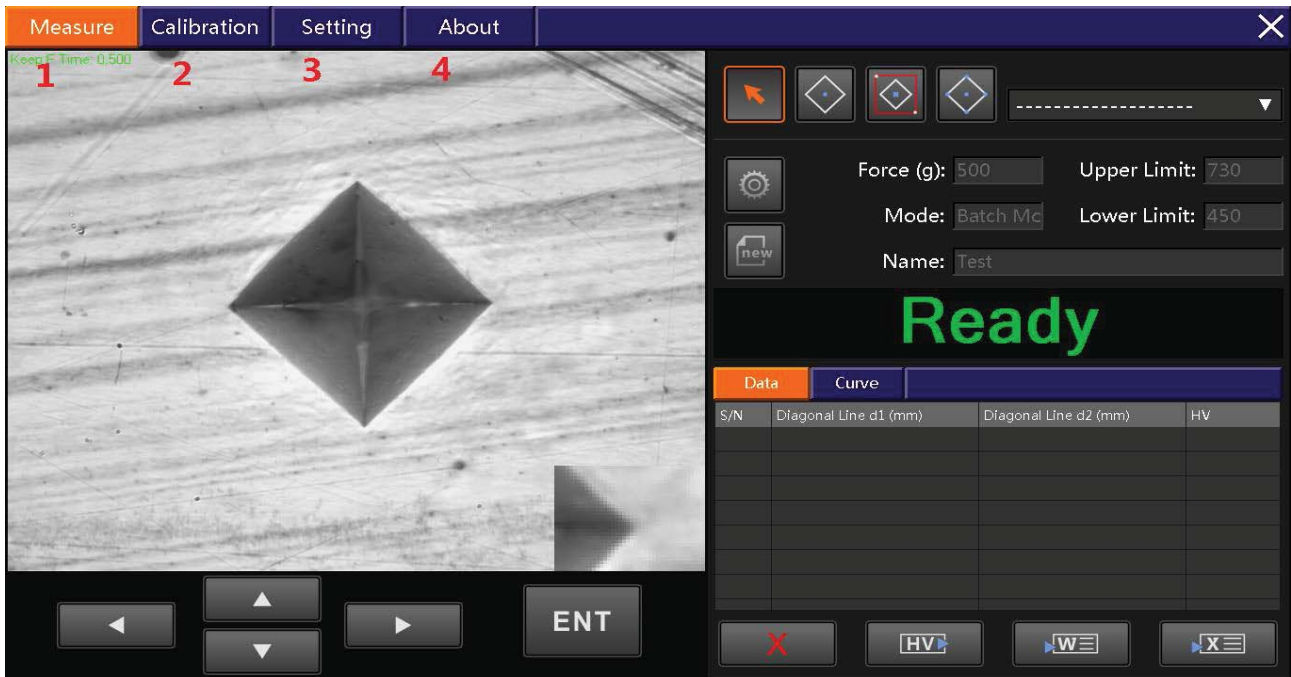 Measure Calibration Setting About
Keep F Time: 0.500
1 2 3 4
-------------------
Force (g): 500 Upper Limit: 730
Mode: Batch Mc Lower Limit: 450
new
Name: Test
Ready
Data Curve
S/N Diagonal Line d1 (mm) Diagonal Line d2 (mm) HV
ENT
X HV W X